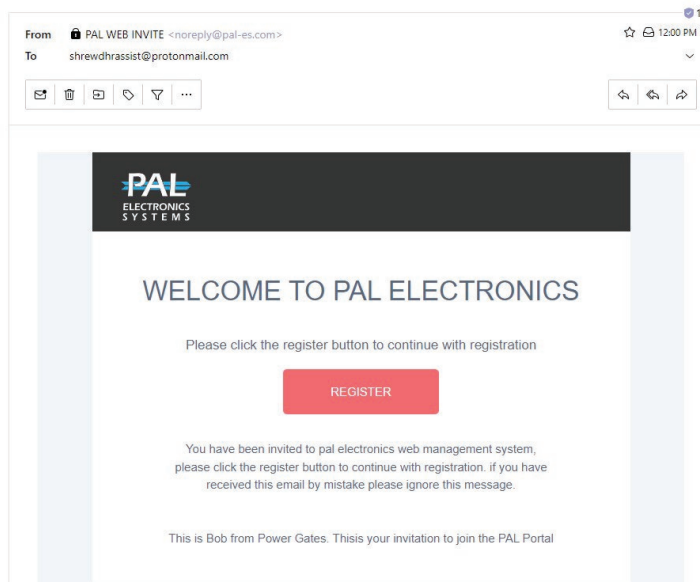 1
From PAL WEB INVITE <noreply@pal-es.com> 12:00 PM
To shrewdhrassist@protonmail.com
PAL
ELECTRONICS
SYSTEMS
WELCOME TO PAL ELECTRONICS
Please click the register button to continue with registration
REGISTER
You have been invited to pal electronics web management system,
please click the register button to continue with registration. if you have
received this email by mistake please ignore this message.
This is Bob from Power Gates. Thisis your invitation to join the PAL Portal